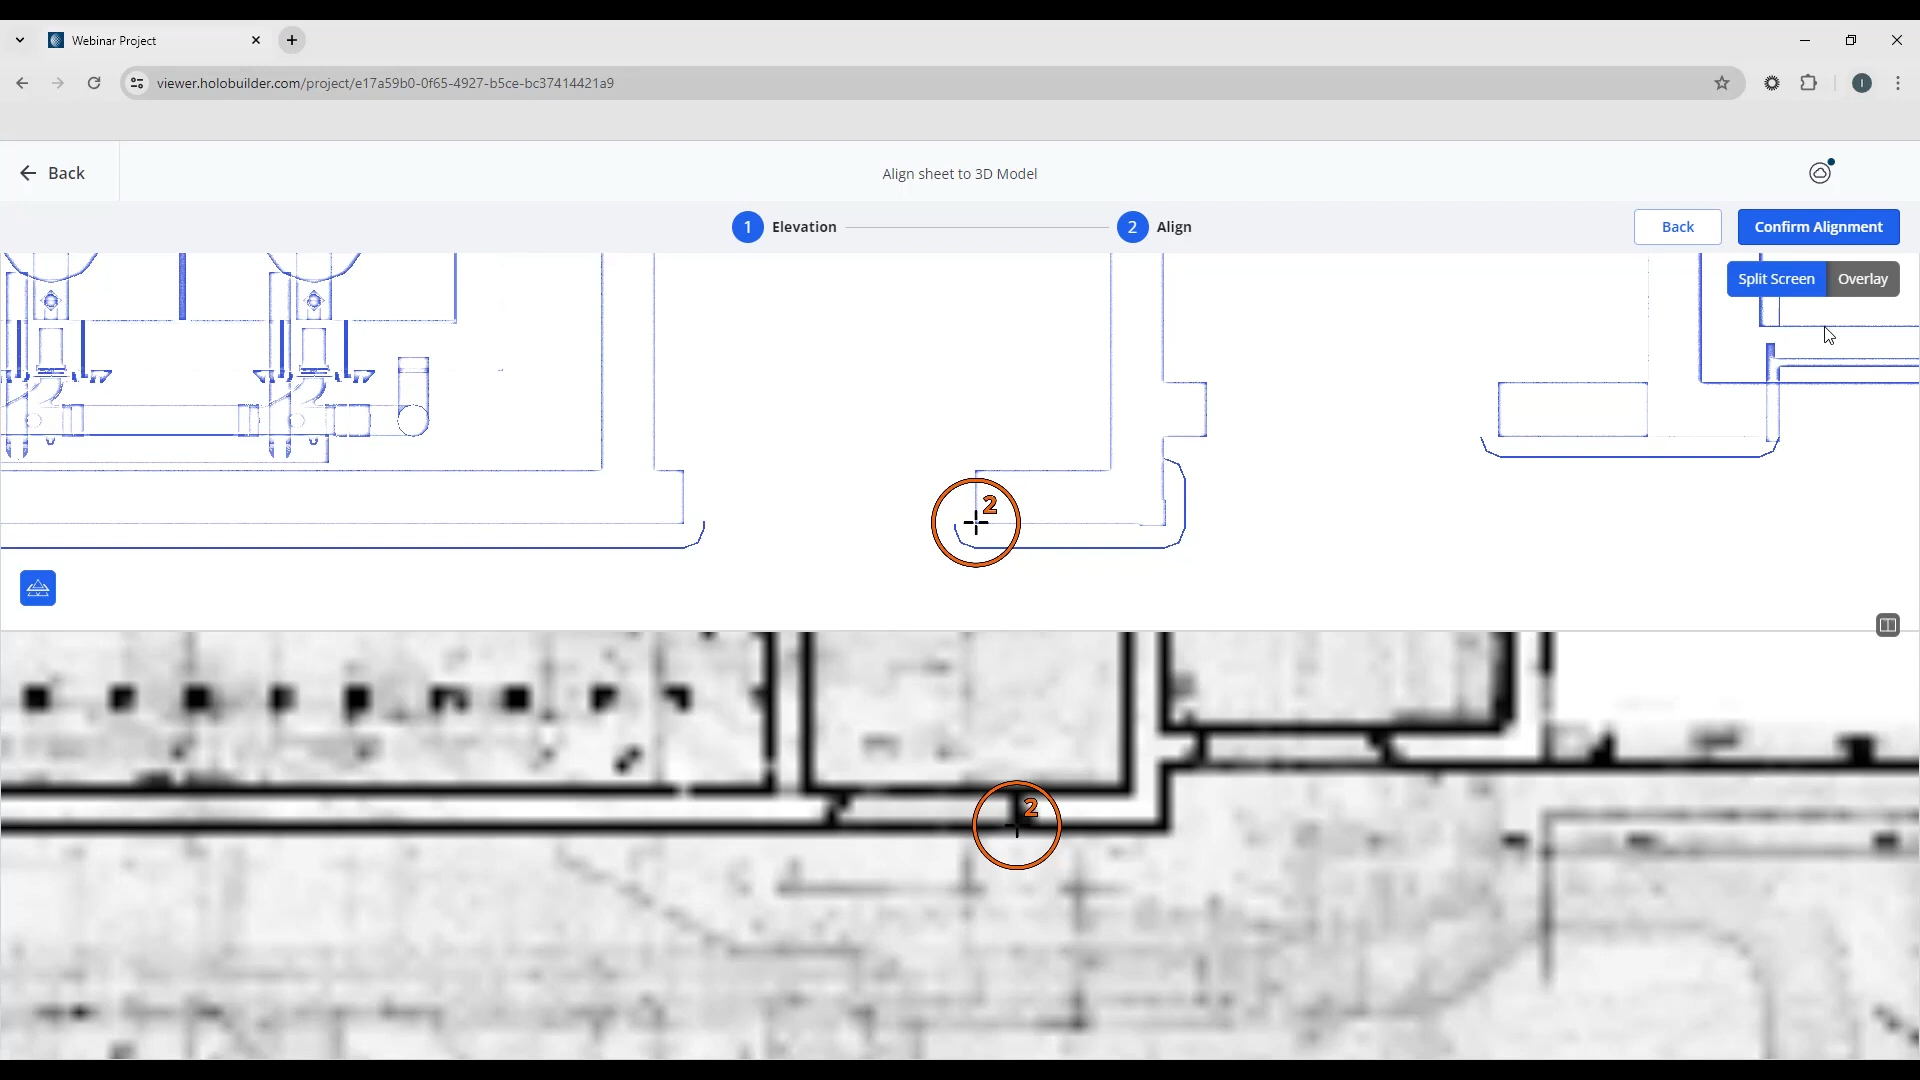 Webinar Project
viewer.holobuilder.com/project/e17a59b0-0f65-4927-b5ce-bc37414421a9
I
Back
Align sheet to 3D Model
1 Elevation
2 Align
Back
Confirm Alignment
Split Screen
Overlay
2
2